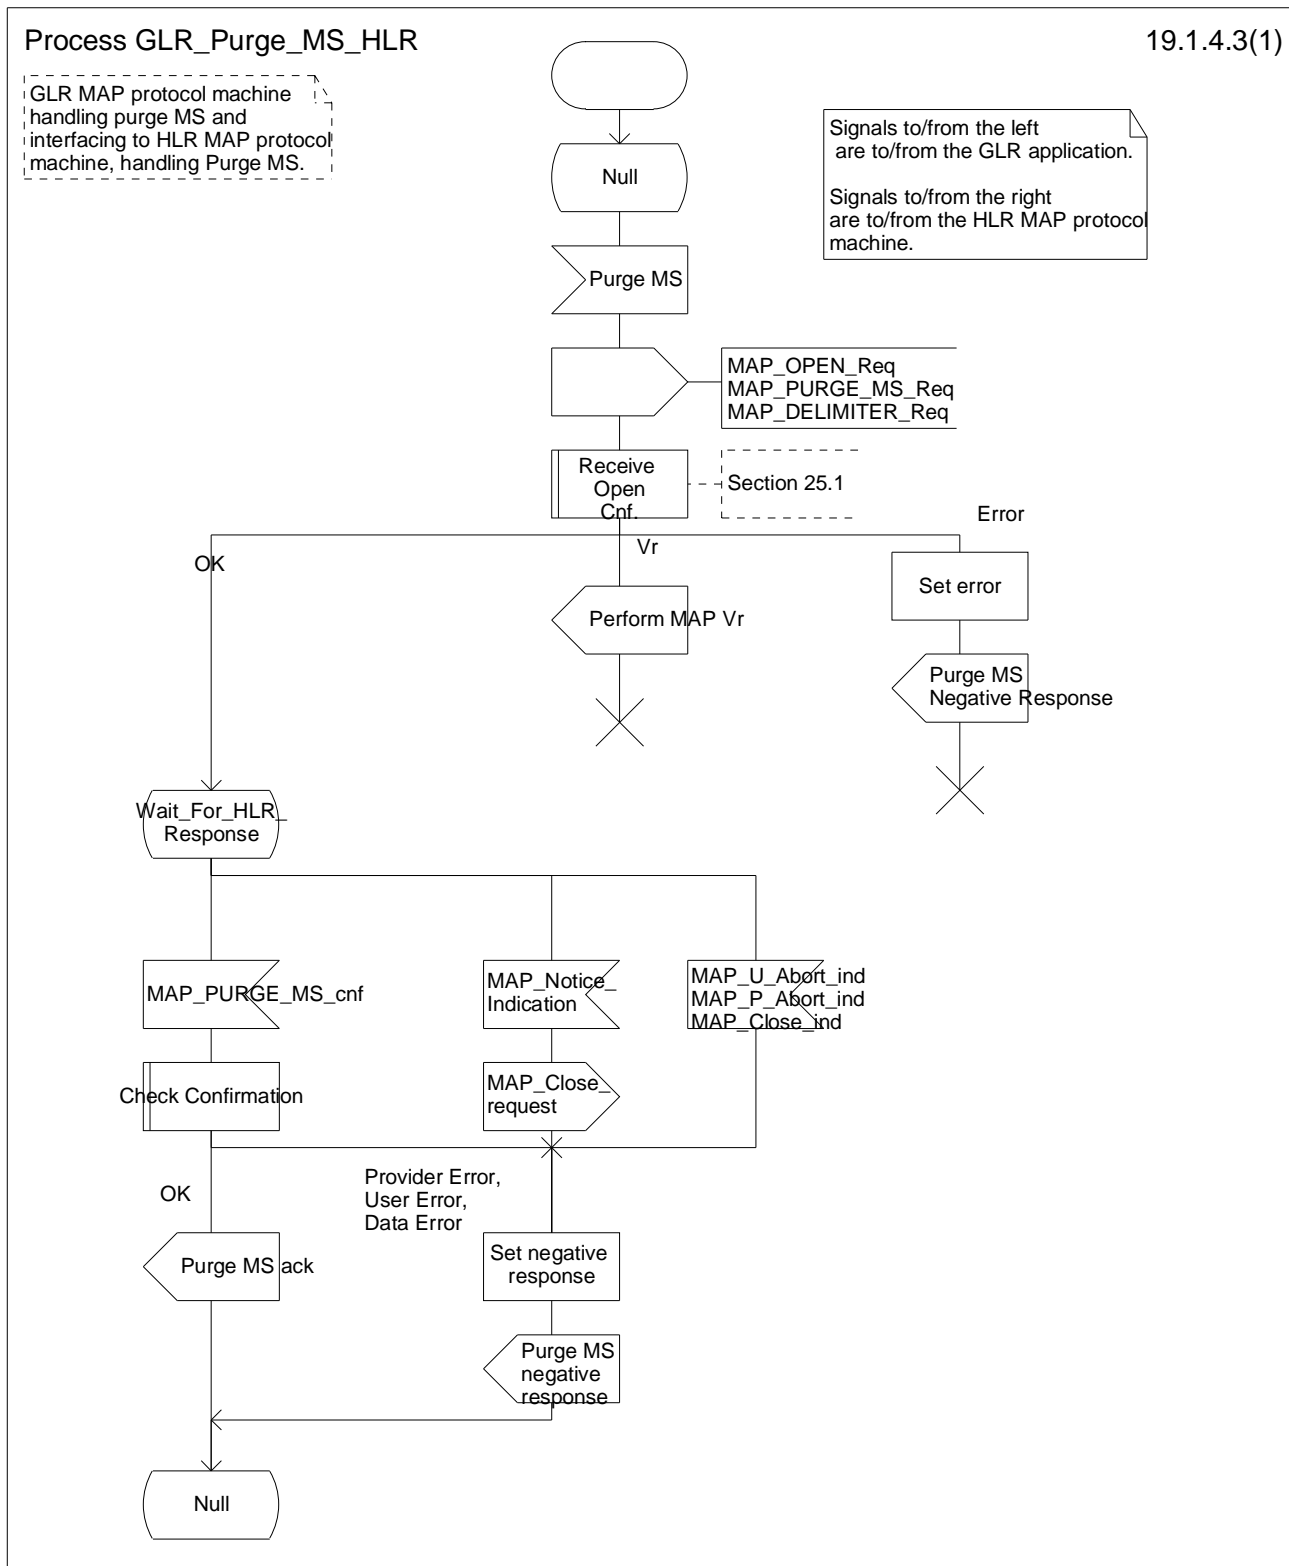 Process GLR_Purge_MS_HLR
19.1.4.3(1)
GLR MAP protocol machine
handling purge MS and
interfacing to HLR MAP protocol
machine, handling Purge MS.
Signals to/from the left
are to/from the GLR application.
Signals to/from the right
are to/from the HLR MAP protocol
machine.
Null
Purge MS
MAP_OPEN_Req
MAP_PURGE_MS_Req
MAP_DELIMITER_Req
Receive
Open
Cnf.
Section 25.1
Error
Vr
OK
Set error
Perform MAP Vr
Purge MS
Negative Response
Wait_For_HLR_
Response
MAP_PURGE_MS_cnf
MAP_Notice_
Indication
MAP_U_Abort_ind
MAP_P_Abort_ind
MAP_Close_ind
Check Confirmation
MAP_Close_
request
OK
Provider Error,
User Error,
Data Error
Purge MS ack
Set negative
response
Purge MS
negative
response
Null